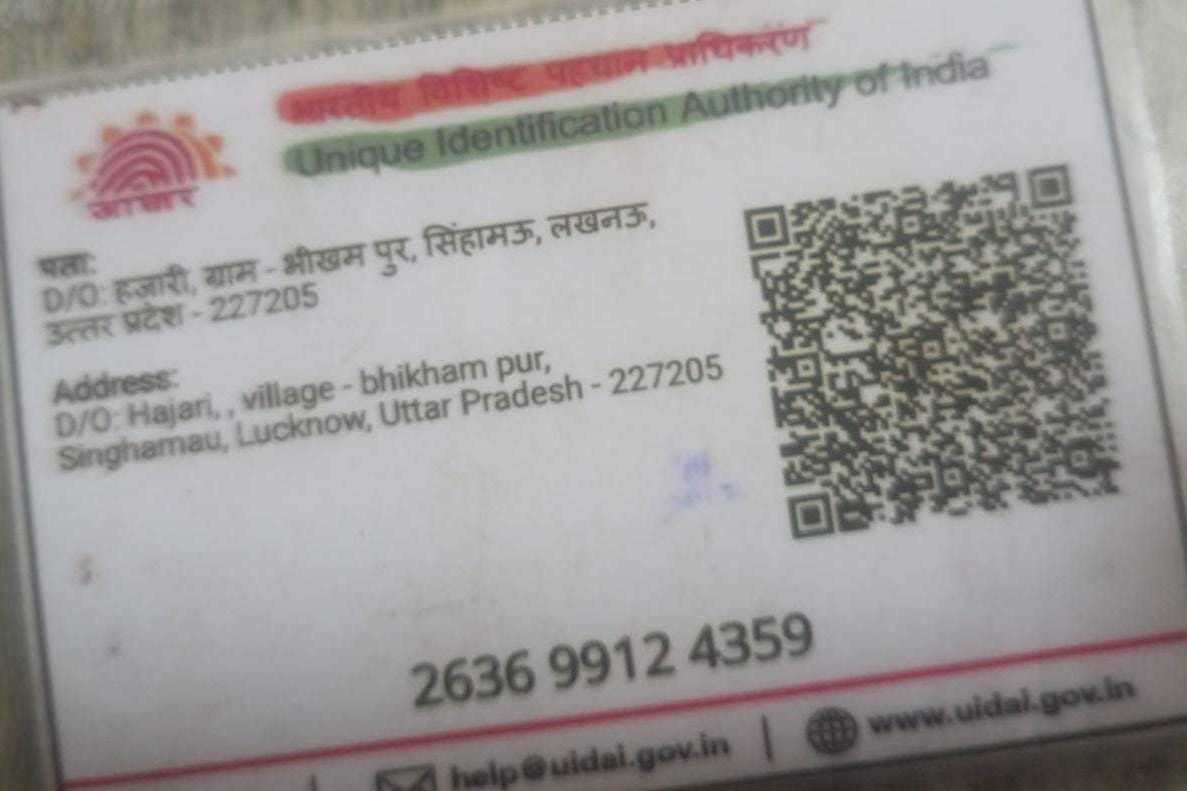 भारतीय विशिष्ट पहचान प्राधिकरण
Unique Identification Authority of India
आधार
पता:
D/O: हजारी, ग्राम - भीखम पुर, सिंहामऊ, लखनऊ,
उत्तर प्रदेश - 227205
Address:
D/O: Hajari, , village - bhikham pur,
Singhamau, Lucknow, Uttar Pradesh - 227205
2636 9912 4359
help@uidai.gov.in | www.uidai.gov.in